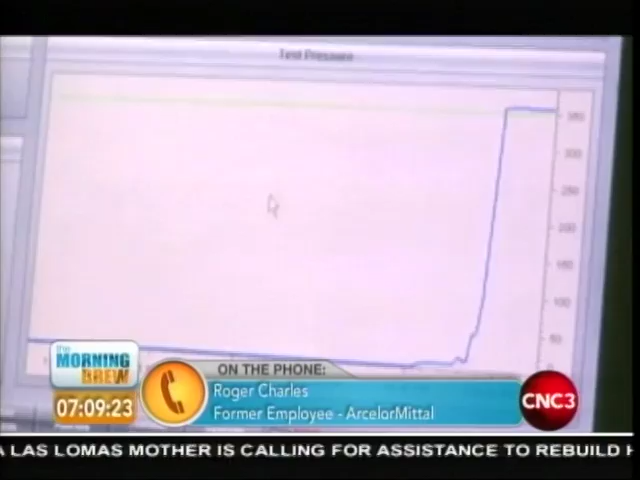 Test Pressure
350
300
250
200
150
100
50
0
the
MORNING
BREW
07:09:23
ON THE PHONE:
Roger Charles
Former Employee - ArcelorMittal
CNC3
A LAS LOMAS MOTHER IS CALLING FOR ASSISTANCE TO REBUILD H